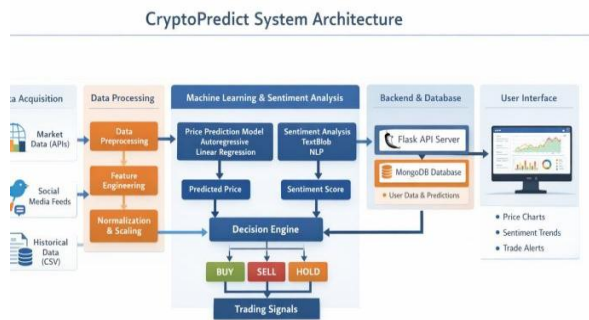 CryptoPredict System Architecture
ta Acquisition
Market
Data (APIs)
Social
Media Feeds
Historical
Data
(CSV)
Data Processing
Data
Preprocessing
Feature
Engineering
Normalization
& Scaling
Machine Learning & Sentiment Analysis
Price Prediction Model
Autoregressive
Linear Regression
Sentiment Analysis
TextBlob
NLP
Predicted Price
Sentiment Score
Decision Engine
BUY
SELL
HOLD
Trading Signals
Backend & Database
Flask API Server
MongoDB Database
• User Data & Predictions
User Interface
• Price Charts
• Sentiment Trends
• Trade Alerts